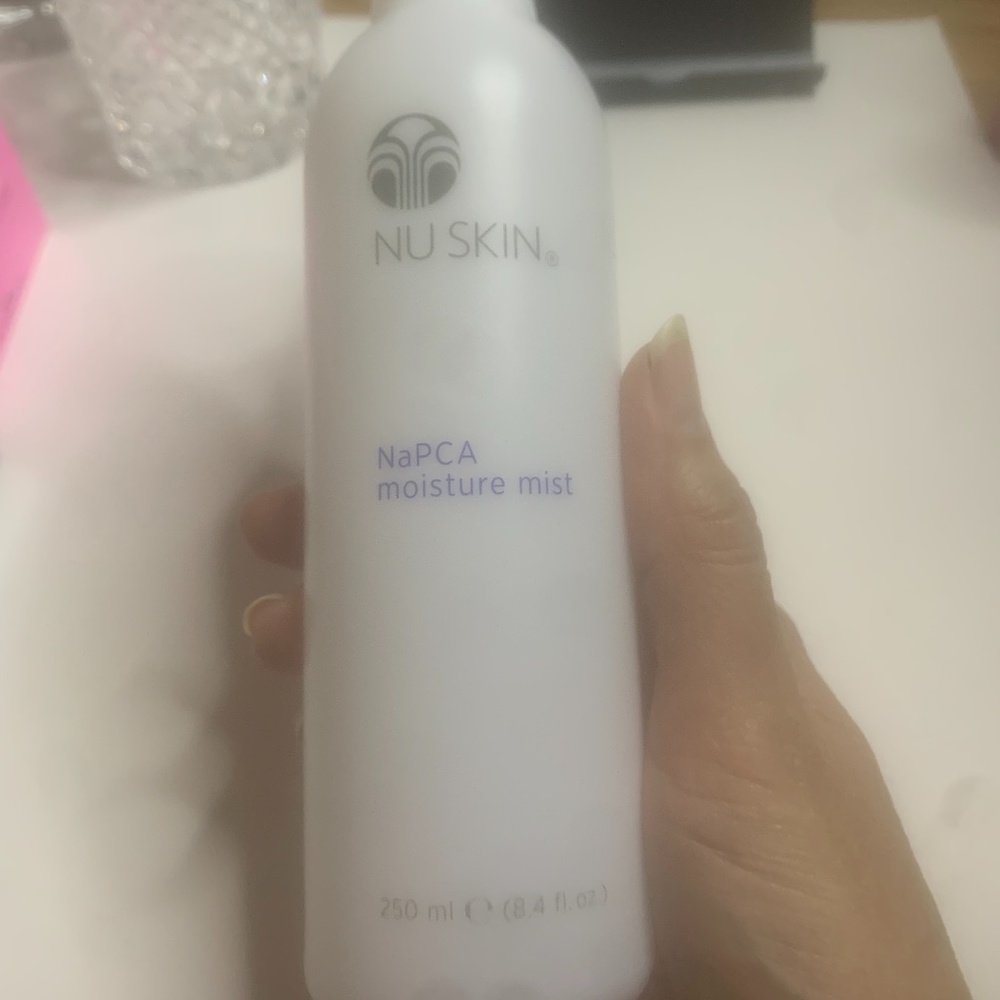 NU SKIN®
NaPCA
moisture mist
250 ml ℮ (8.4 fl. oz.)